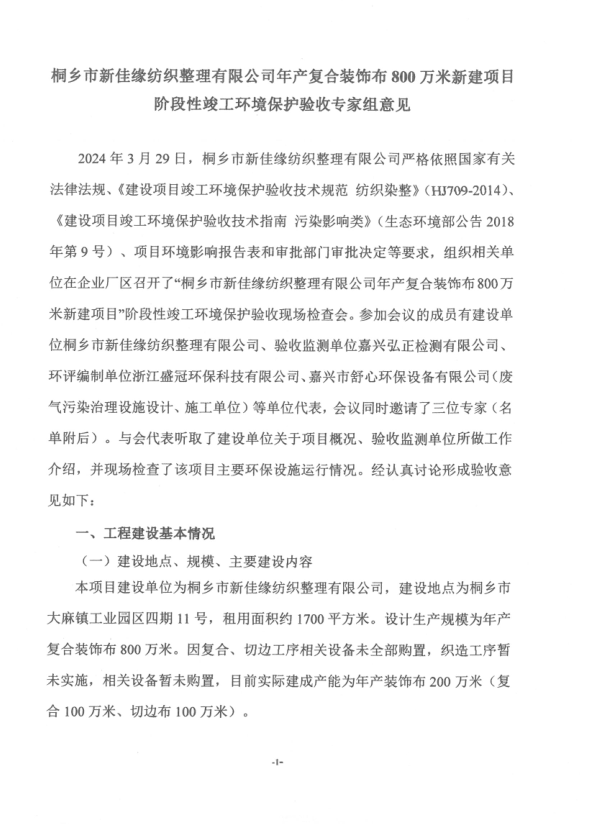 桐乡市新佳缘纺织整理有限公司年产复合装饰布 800 万米新建项目
阶段性竣工环境保护验收专家组意见
2024 年 3 月 29 日，桐乡市新佳缘纺织整理有限公司严格依照国家有关
法律法规、《建设项目竣工环境保护验收技术规范 纺织染整》（HJ709-2014）、
《建设项目竣工环境保护验收技术指南 污染影响类》（生态环境部公告 2018
年第 9 号）、项目环境影响报告表和审批部门审批决定等要求，组织相关单
位在企业厂区召开了“桐乡市新佳缘纺织整理有限公司年产复合装饰布 800 万
米新建项目”阶段性竣工环境保护验收现场检查会。参加会议的成员有建设单
位桐乡市新佳缘纺织整理有限公司、验收监测单位嘉兴弘正检测有限公司、
环评编制单位浙江盛冠环保科技有限公司、嘉兴市舒心环保设备有限公司（废
气污染治理设施设计、施工单位）等单位代表，会议同时邀请了三位专家（名
单附后）。与会代表听取了建设单位关于项目概况、验收监测单位所做工作
介绍，并现场检查了该项目主要环保设施运行情况。经认真讨论形成验收意
见如下：
一、工程建设基本情况
（一）建设地点、规模、主要建设内容
本项目建设单位为桐乡市新佳缘纺织整理有限公司，建设地点为桐乡市
大麻镇工业园区四期 11 号，租用面积约 1700 平方米。设计生产规模为年产
复合装饰布 800 万米。因复合、切边工序相关设备未全部购置，织造工序暂
未实施，相关设备暂未购置，目前实际建成产能为年产装饰布 200 万米（复
合 100 万米、切边布 100 万米）。
-1-